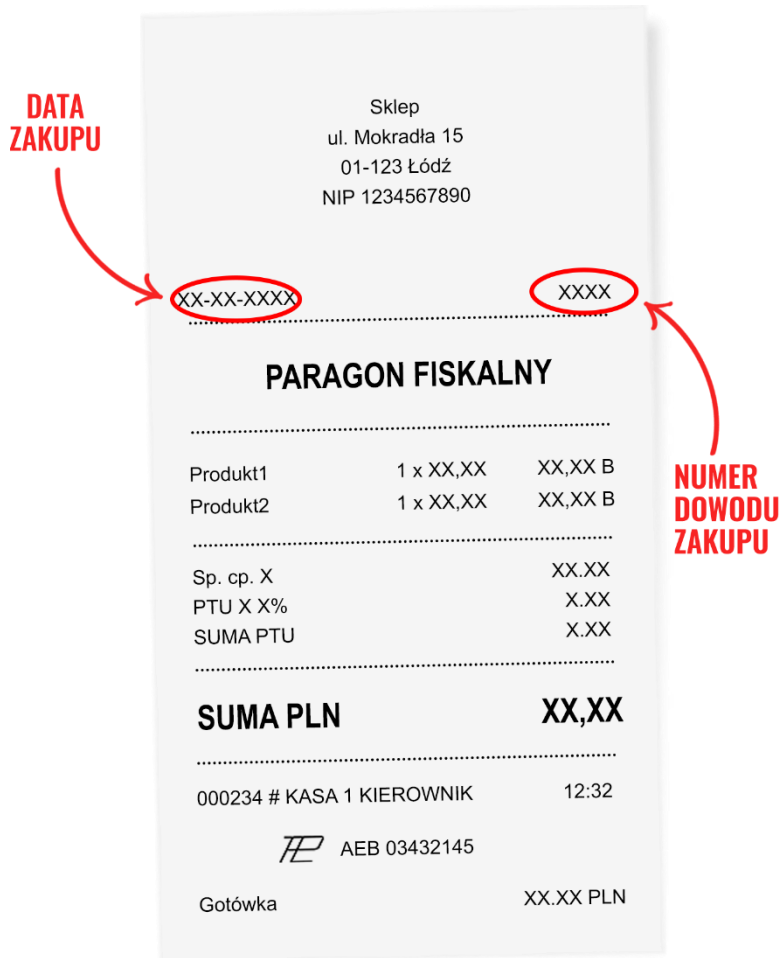 DATA
ZAKUPU
Sklep
ul. Mokradła 15
01-123 Łódź
NIP 1234567890
XX-XX-XXXX XXXX
PARAGON FISKALNY
Produkt1 1 x XX,XX XX,XX B
Produkt2 1 x XX,XX XX,XX B
NUMER
DOWODU
ZAKUPU
Sp. cp. X XX.XX
PTU X X% X.XX
SUMA PTU X.XX
SUMA PLN XX,XX
000234 # KASA 1 KIEROWNIK 12:32
AEB 03432145
Gotówka XX.XX PLN